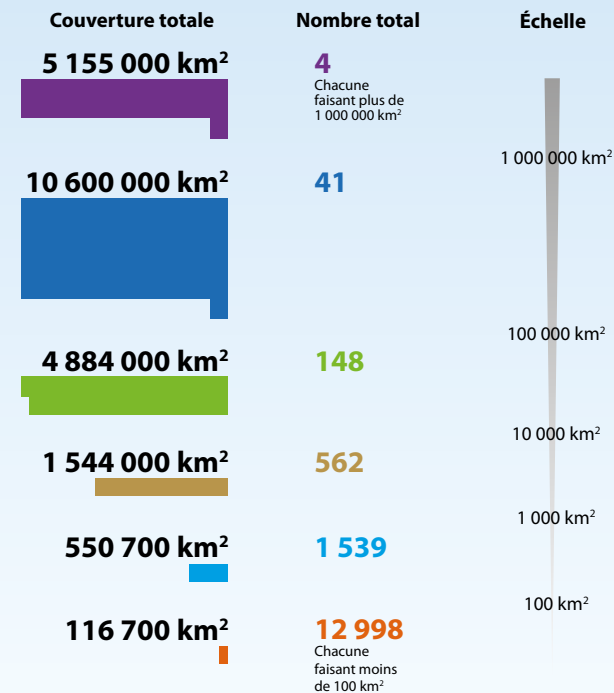 Couverture totale
Nombre total
Échelle
5 155 000 km²
4
Chacune
faisant plus de
1 000 000 km²
1 000 000 km²
10 600 000 km²
41
100 000 km²
4 884 000 km²
148
10 000 km²
1 544 000 km²
562
1 000 km²
550 700 km²
1 539
100 km²
116 700 km²
12 998
Chacune
faisant moins
de 100 km²